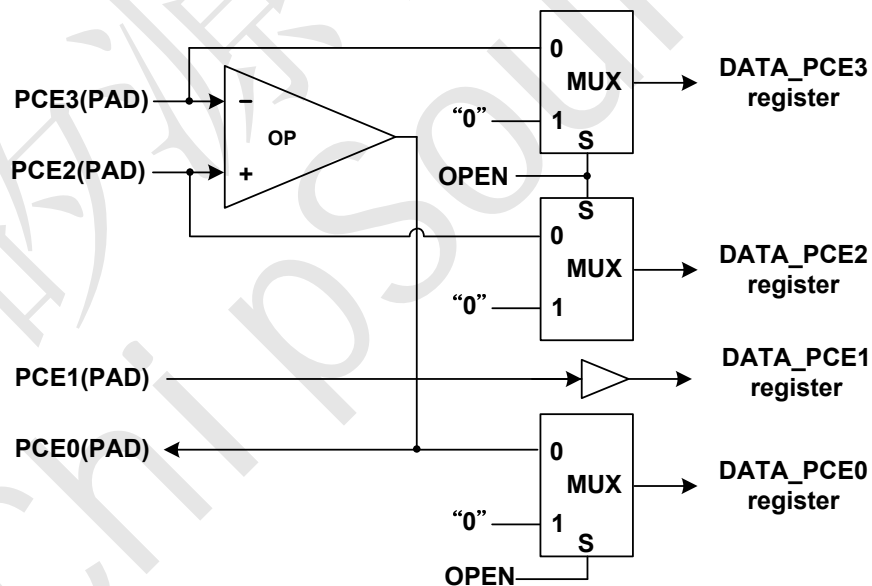 0
MUX
DATA_PCE3
register
PCE3(PAD)
−
“0”
1
OP
S
PCE2(PAD)
+
OPEN
S
0
MUX
DATA_PCE2
register
“0”
1
PCE1(PAD)
DATA_PCE1
register
PCE0(PAD)
0
MUX
DATA_PCE0
register
“0”
1
S
OPEN